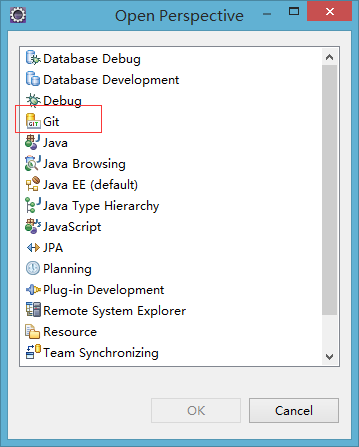 Open Perspective
Database Debug
Database Development
Debug
GIT Git
Java
Java Browsing
Java EE (default)
Java Type Hierarchy
JavaScript
JPA
Planning
Plug-in Development
Remote System Explorer
Resource
Team Synchronizing
OK
Cancel